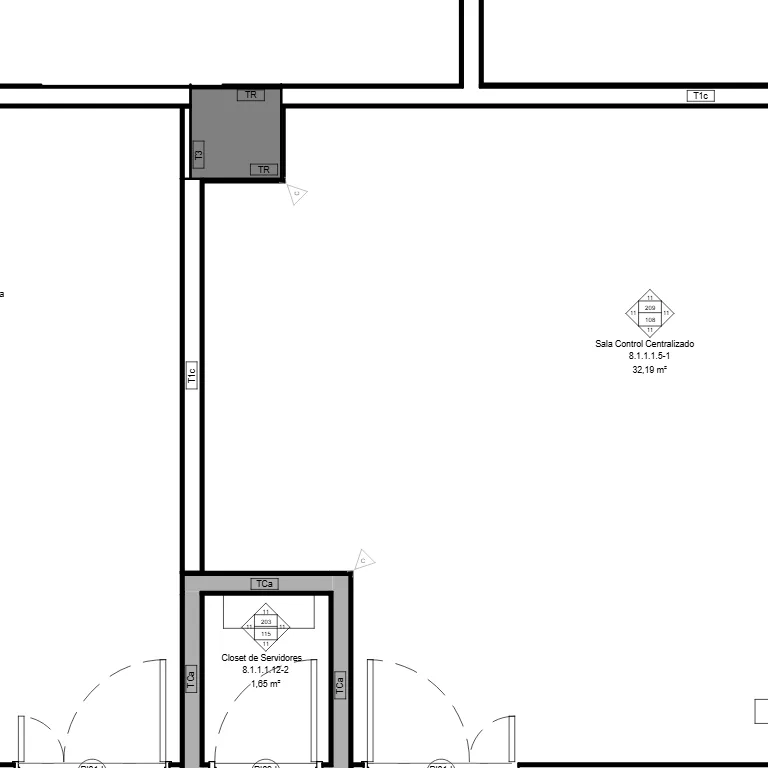 TR
T1c
T3
TR
C
a
11
209
11
11
108
11
Sala Control Centralizado
8.1.1.1.5-1
32,19 m²
T1c
C
TCa
11
203
11
11
115
11
Closet de Servidores
8.1.1.1.12-2
1,65 m²
TCa
TCa